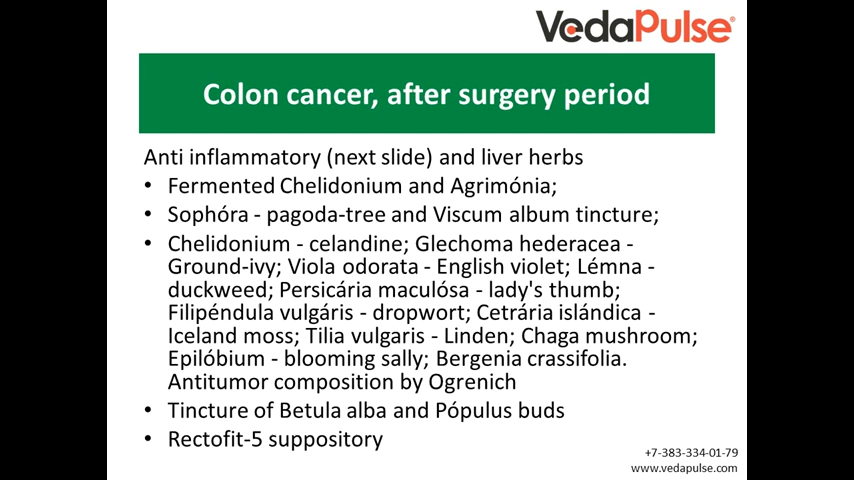 VedaPulse®
Colon cancer, after surgery period
Anti inflammatory (next slide) and liver herbs
• Fermented Chelidonium and Agrimónia;
• Sophóra - pagoda-tree and Viscum album tincture;
• Chelidonium - celandine; Glechoma hederacea -
Ground-ivy; Viola odorata - English violet; Lémna -
duckweed; Persicária maculósa - lady's thumb;
Filipéndula vulgáris - dropwort; Cetrária islándica -
Iceland moss; Tilia vulgaris - Linden; Chaga mushroom;
Epilóbium - blooming sally; Bergenia crassifolia.
Antitumor composition by Ogrenich
• Tincture of Betula alba and Pópulus buds
• Rectofit-5 suppository
+7-383-334-01-79
www.vedapulse.com